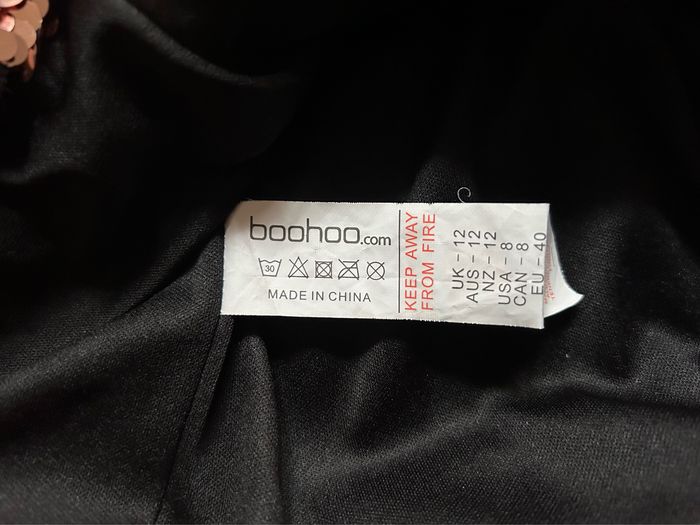 boohoo.com
30
MADE IN CHINA
KEEP AWAY
FROM FIRE
UK - 12
AUS - 12
ANZ - 12
USA - 8
CAN - 8
EU - 40